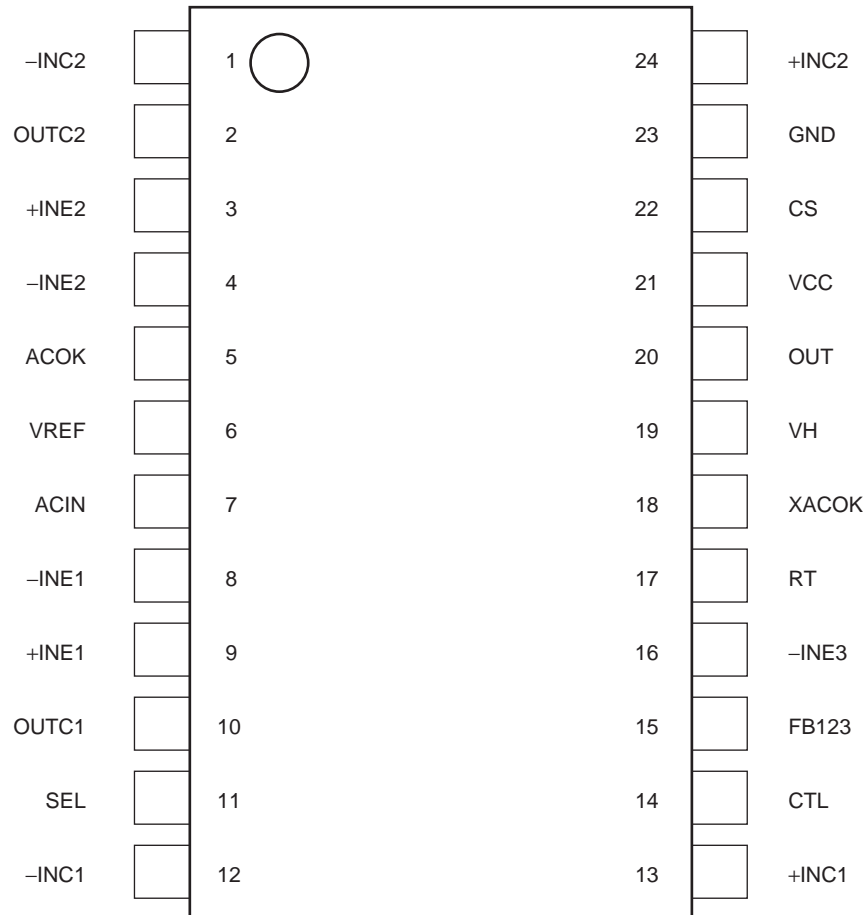 −INC2 1 24 +INC2
OUTC2 2 23 GND
+INE2 3 22 CS
−INE2 4 21 VCC
ACOK 5 20 OUT
VREF 6 19 VH
ACIN 7 18 XACOK
−INE1 8 17 RT
+INE1 9 16 −INE3
OUTC1 10 15 FB123
SEL 11 14 CTL
−INC1 12 13 +INC1